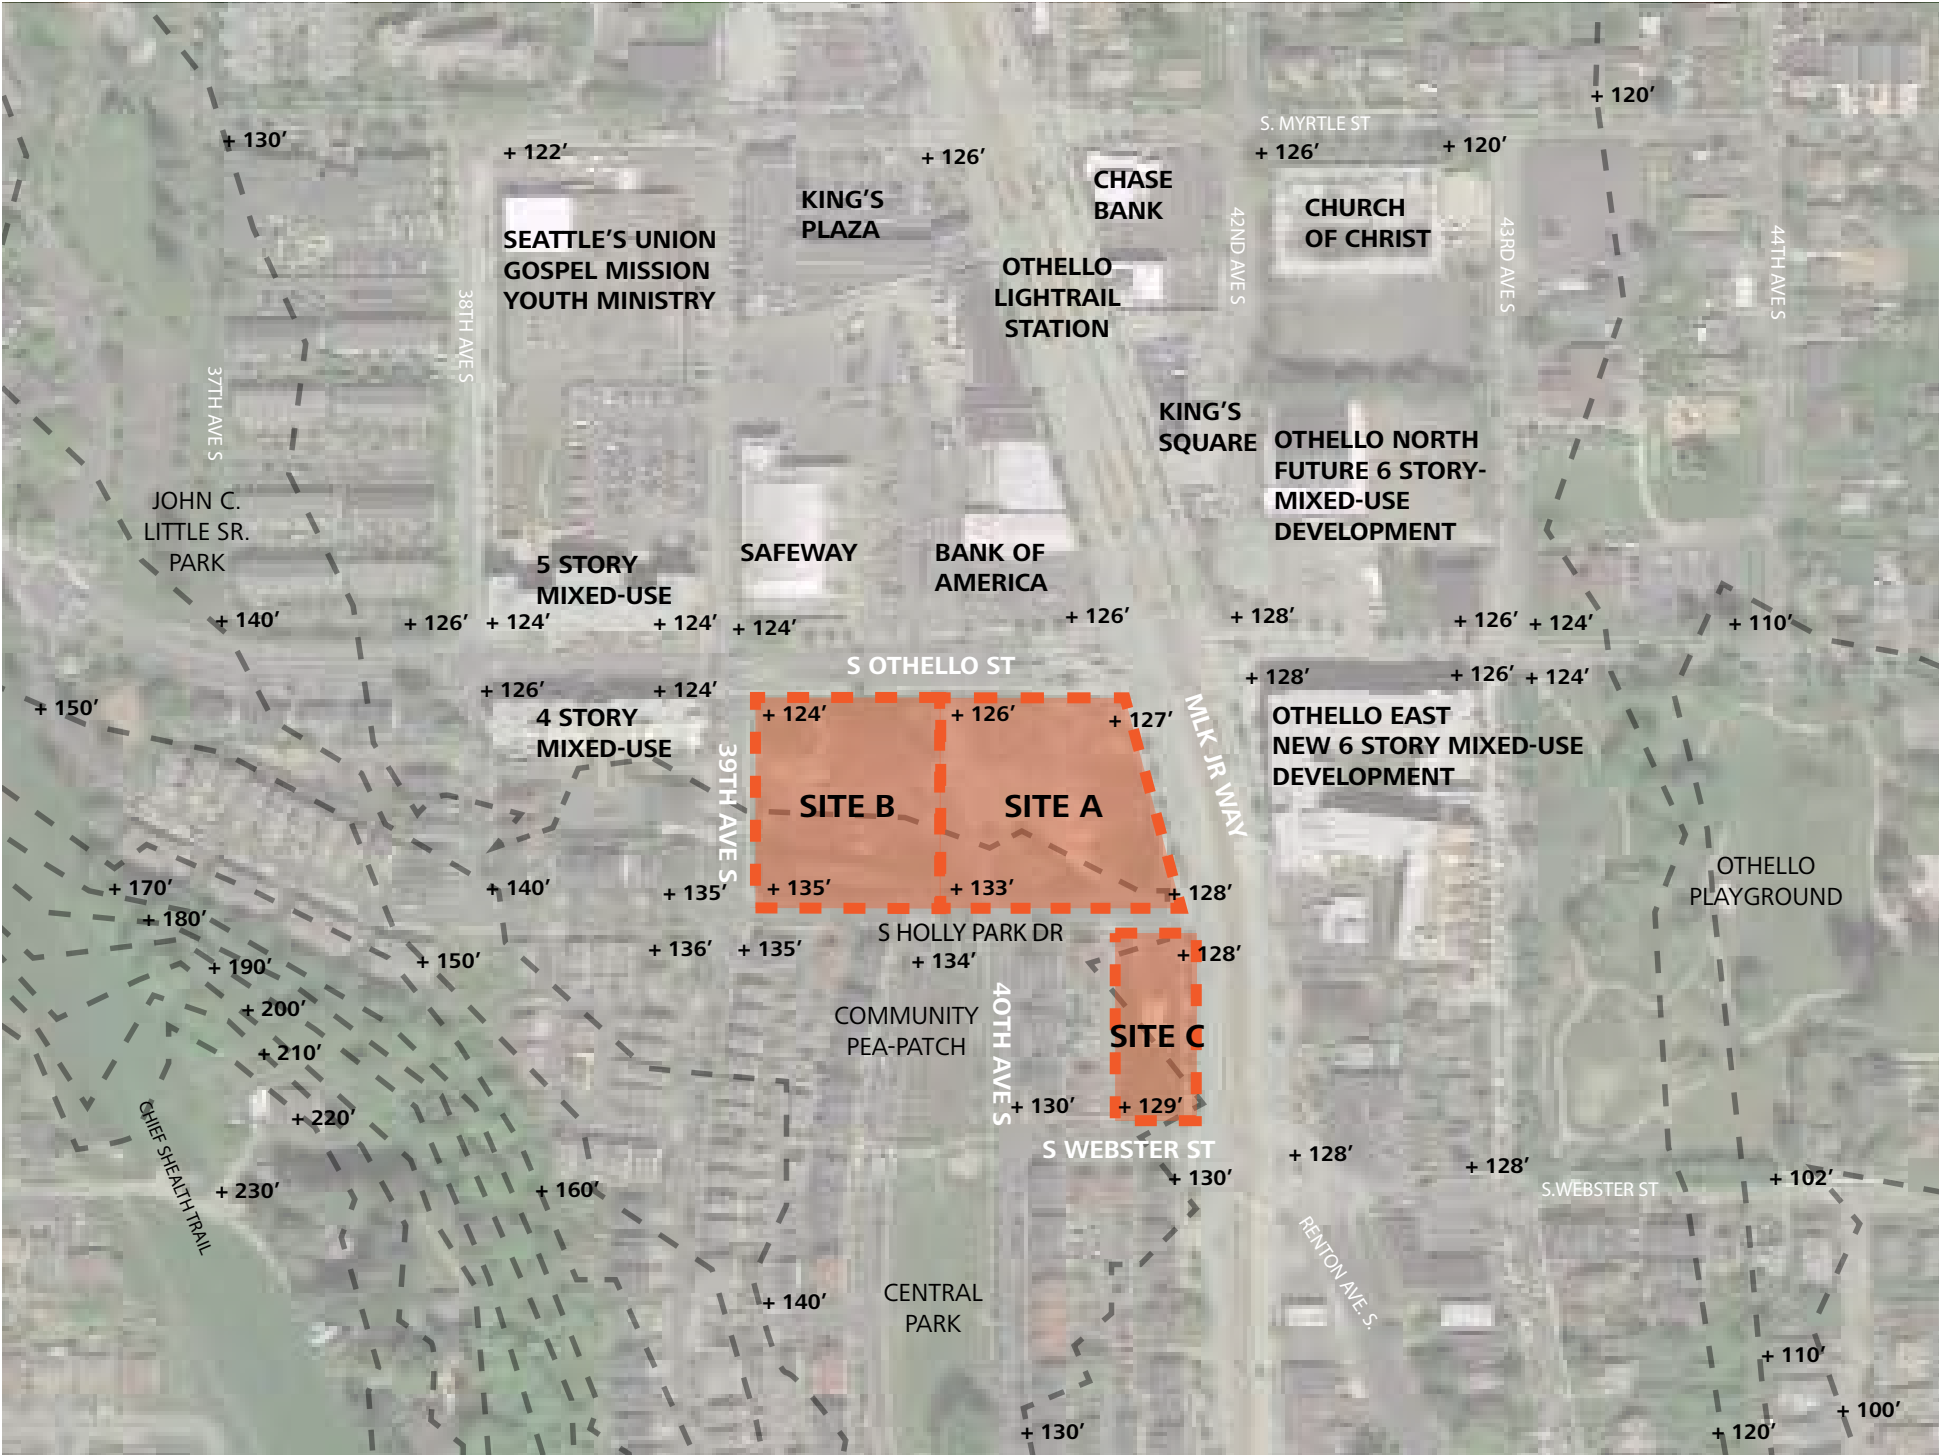 + 120’
S. MYRTLE ST
+ 130’
+ 122’
+ 126’
+ 126’
+ 120’
CHASE
BANK
KING’S
PLAZA
CHURCH
OF CHRIST
SEATTLE’S UNION
GOSPEL MISSION
YOUTH MINISTRY
42ND AVE S
43RD AVE S
44TH AVE S
OTHELLO
LIGHTRAIL
STATION
38TH AVE S
37TH AVE S
KING’S
SQUARE
OTHELLO NORTH
FUTURE 6 STORY-
MIXED-USE
DEVELOPMENT
JOHN C.
LITTLE SR.
PARK
5 STORY
MIXED-USE
SAFEWAY
BANK OF
AMERICA
+ 140’
+ 126’
+ 124’
+ 124’
+ 124’
+ 126’
+ 128’
+ 126’
+ 124’
+ 110’
S OTHELLO ST
+ 150’
+ 126’
+ 124’
+ 128’
+ 126’
+ 124’
4 STORY
MIXED-USE
+ 124’
+ 126’
+ 127’
MLK JR WAY
OTHELLO EAST
NEW 6 STORY MIXED-USE
DEVELOPMENT
39TH AVE S
SITE B
SITE A
+ 170’
+ 140’
+ 135’
+ 135’
+ 133’
+ 128’
OTHELLO
PLAYGROUND
+ 180’
S HOLLY PARK DR
+ 190’
+ 150’
+ 136’
+ 135’
+ 134’
+ 128’
+ 200’
COMMUNITY
PEA-PATCH
40TH AVE S
SITE C
+ 210’
+ 220’
+ 130’
+ 129’
CHIEF SHEALTH TRAIL
S WEBSTER ST
+ 230’
+ 160’
+ 130’
+ 128’
+ 128’
S.WEBSTER ST
+ 102’
RENTON AVE. S.
+ 140’
CENTRAL
PARK
+ 110’
+ 130’
+ 120’
+ 100’